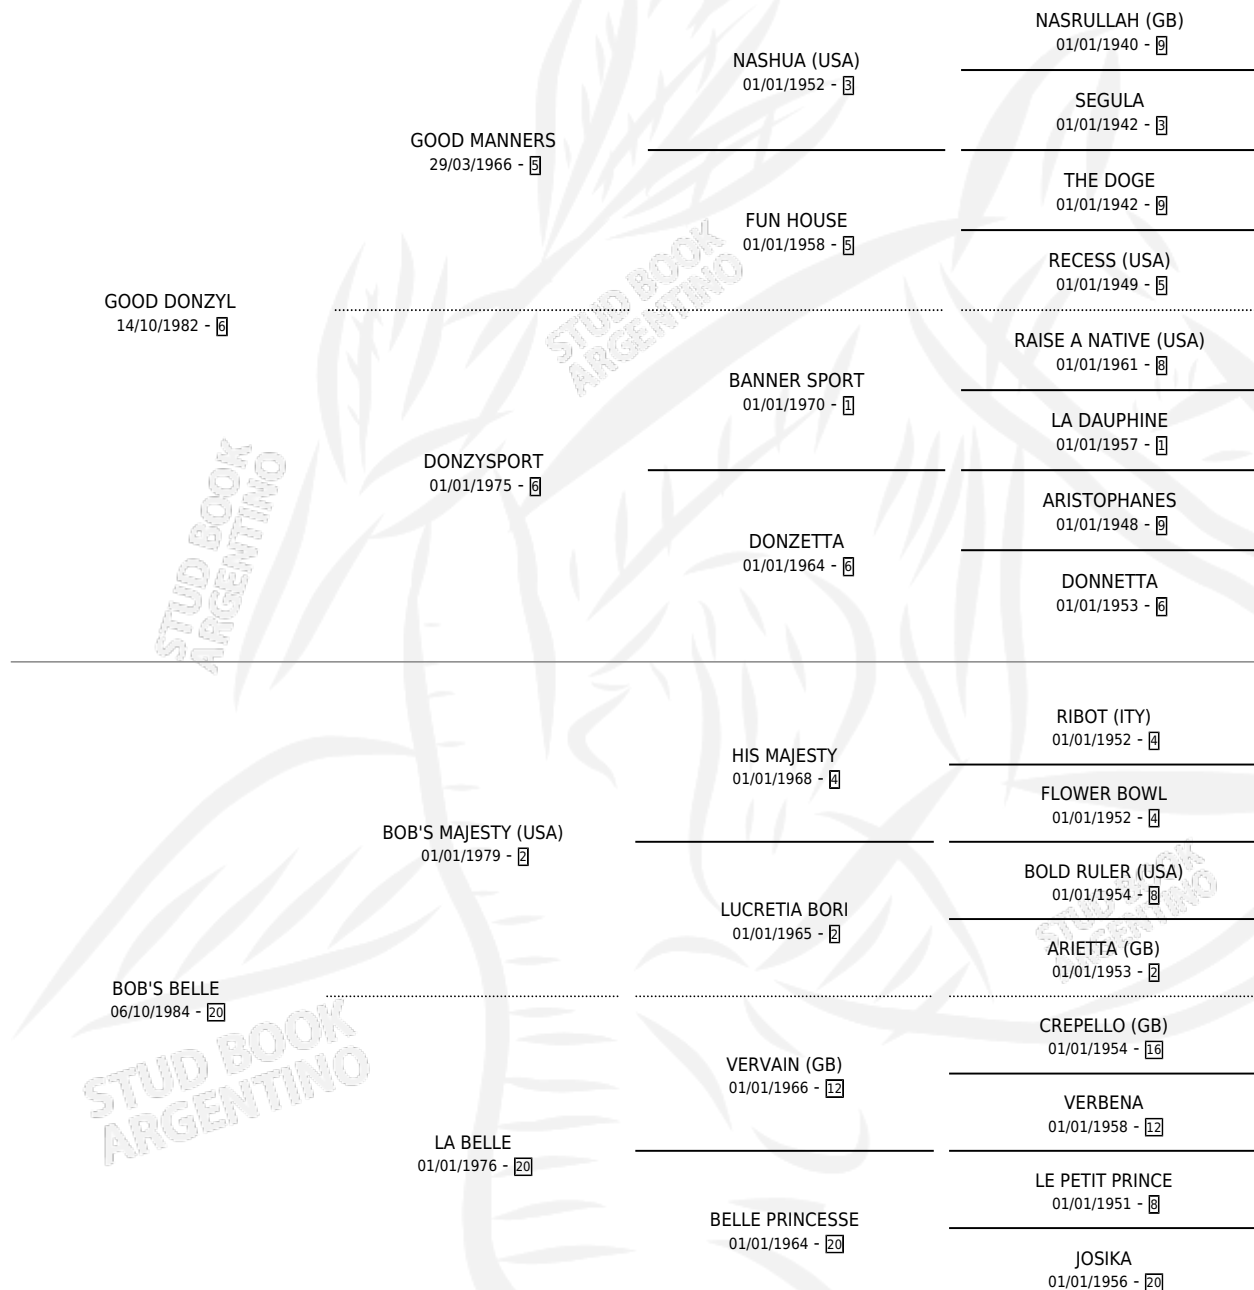 NASRULLAH (GB)
01/01/1940 - 9
NASHUA (USA)
01/01/1952 - 3
SEGULA
01/01/1942 - 3
GOOD MANNERS
29/03/1966 - 5
THE DOGE
01/01/1942 - 9
FUN HOUSE
01/01/1958 - 5
RECESS (USA)
01/01/1949 - 5
GOOD DONZYL
14/10/1982 - 6
RAISE A NATIVE (USA)
01/01/1961 - 8
BANNER SPORT
01/01/1970 - 1
LA DAUPHINE
01/01/1957 - 1
DONZYSPORT
01/01/1975 - 6
ARISTOPHANES
01/01/1948 - 9
DONZETTA
01/01/1964 - 6
DONNETTA
01/01/1953 - 6
RIBOT (ITY)
01/01/1952 - 4
HIS MAJESTY
01/01/1968 - 4
FLOWER BOWL
01/01/1952 - 4
BOB'S MAJESTY (USA)
01/01/1979 - 2
BOLD RULER (USA)
01/01/1954 - 8
LUCRETIA BORI
01/01/1965 - 2
ARIETTA (GB)
01/01/1953 - 2
BOB'S BELLE
06/10/1984 - 20
CREPELLO (GB)
01/01/1954 - 16
VERVAIN (GB)
01/01/1966 - 12
VERBENA
01/01/1958 - 12
LA BELLE
01/01/1976 - 20
LE PETIT PRINCE
01/01/1951 - 8
BELLE PRINCESSE
01/01/1964 - 20
JOSIKA
01/01/1956 - 20
STUD BOOK
ARGENTINO
STUD BOOK
ARGENTINO
STUD BOOK
ARGENTINO
STUD BOOK
ARGENTINO